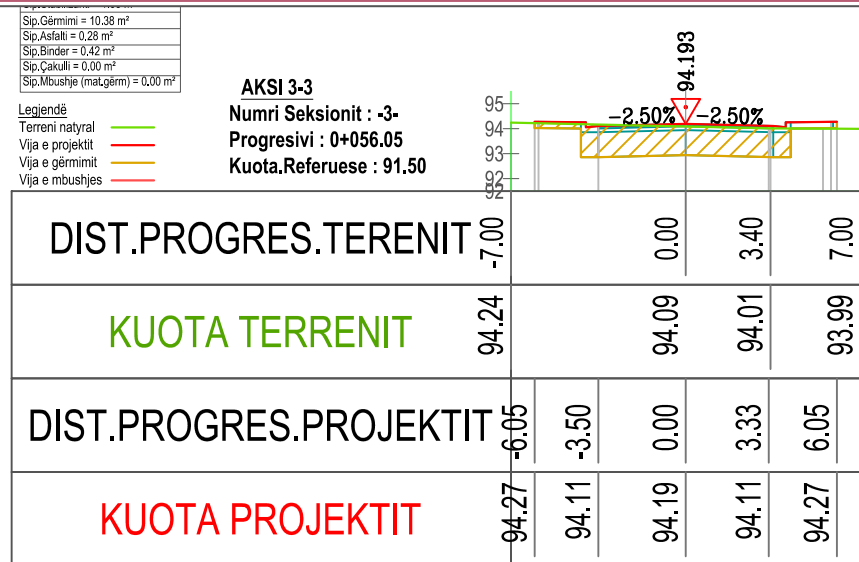 Sip.Gërmimi = 10.38 m²
Sip.Asfalti = 0,28 m²
Sip.Binder = 0,42 m²
Sip.Çakulli = 0.00 m²
Sip.Mbushje (mat.gërm) = 0.00 m²
Legjendë
Terreni natyral
Vija e projektit
Vija e gërmimit
Vija e mbushjes
AKSI 3-3
Numri Seksionit : -3-
Progresivi : 0+056.05
Kuota.Referuese : 91.50
94.193
-2.50% -2.50%
95
94
93
92
92
DIST.PROGRES.TERENIT -7.00 0.00 3.40 7.00
KUOTA TERRENIT 94.24 94.09 94.01 93.99
DIST.PROGRES.PROJEKTIT -6.05 -3.50 0.00 3.33 6.05
KUOTA PROJEKTIT 94.27 94.11 94.19 94.11 94.27